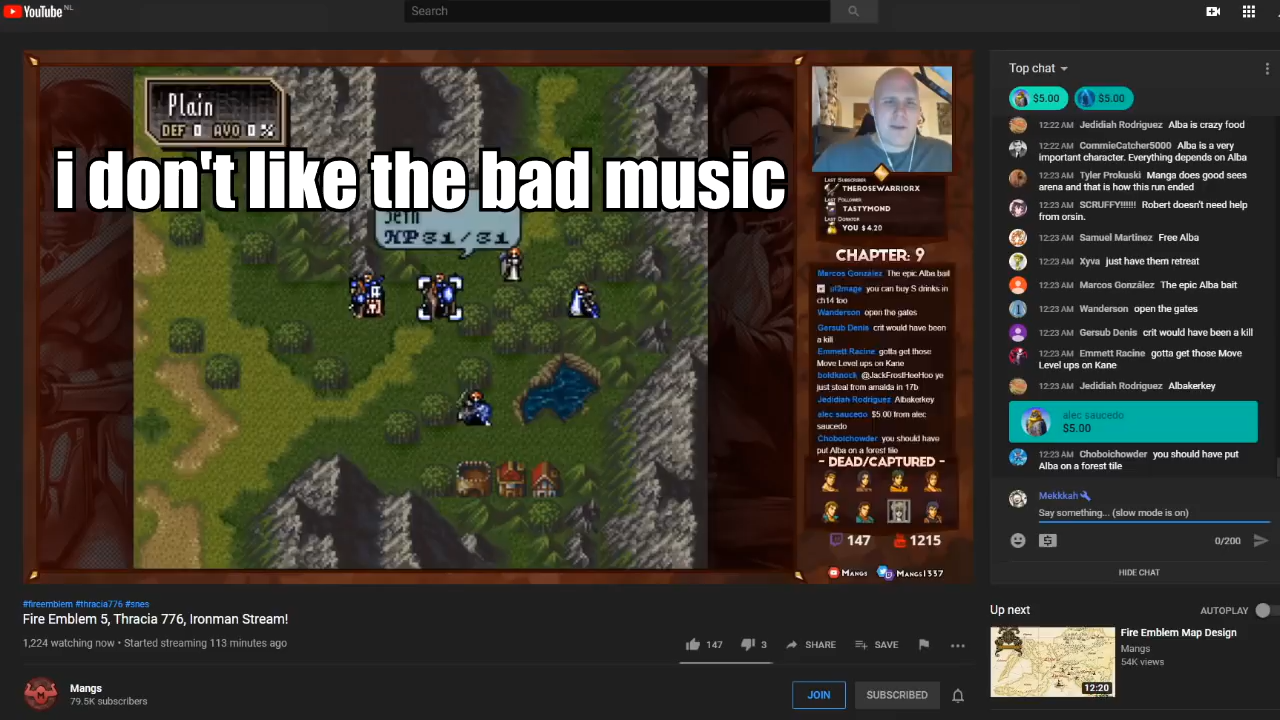 YouTube NL
Search
Plain
DEF 0 AVO 0%
i don't like the bad music
HP 31/31
LAST SUBSCRIBER
THEROSEWARRIORX
LAST FOLLOWER
TASTYMOND
LAST DONATOR
YOU $4.20
CHAPTER: 9
Marcos González The epic Alba bait
ul2mage you can buy S drinks in
ch14 too
Wanderson open the gates
Gersub Denis crit would have been
a kill
Emmett Racine gotta get those
Move Level ups on Kane
boldknock @JackFrostHeeHoo ye
just steal from amalda in 17b
Jedidiah Rodriguez Albakerkey
alec saucedo $5.00 from alec
saucedo
Choboichowder you should have
put Alba on a forest tile
- DEAD/CAPTURED -
147 1215
MANGS MANGS1337
Top chat
$5.00 $5.00
12:22 AM Jedidiah Rodriguez Alba is crazy food
12:22 AM CommieCatcher5000 Alba is a very
important character. Everything depends on Alba
12:23 AM Tyler Prokuski Manga does good sees
arena and that is how this run ended
12:23 AM SCRUFFY!!!!!! Robert doesn't need help
from orsin.
12:23 AM Samuel Martinez Free Alba
12:23 AM Xyva just have them retreat
12:23 AM Marcos González The epic Alba bait
12:23 AM Wanderson open the gates
12:23 AM Gersub Denis crit would have been a kill
12:23 AM Emmett Racine gotta get those Move
Level ups on Kane
12:23 AM Jedidiah Rodriguez Albakerkey
alec saucedo
$5.00
12:23 AM Choboichowder you should have put
Alba on a forest tile
Mekkkah
Say something... (slow mode is on)
0/200
HIDE CHAT
#fireemblem #thracia776 #snes
Fire Emblem 5, Thracia 776, Ironman Stream!
1,224 watching now • Started streaming 113 minutes ago
147 3 SHARE SAVE
Mangs
79.5K subscribers
JOIN SUBSCRIBED
Up next AUTOPLAY
Fire Emblem Map Design
Mangs
54K views
12:20